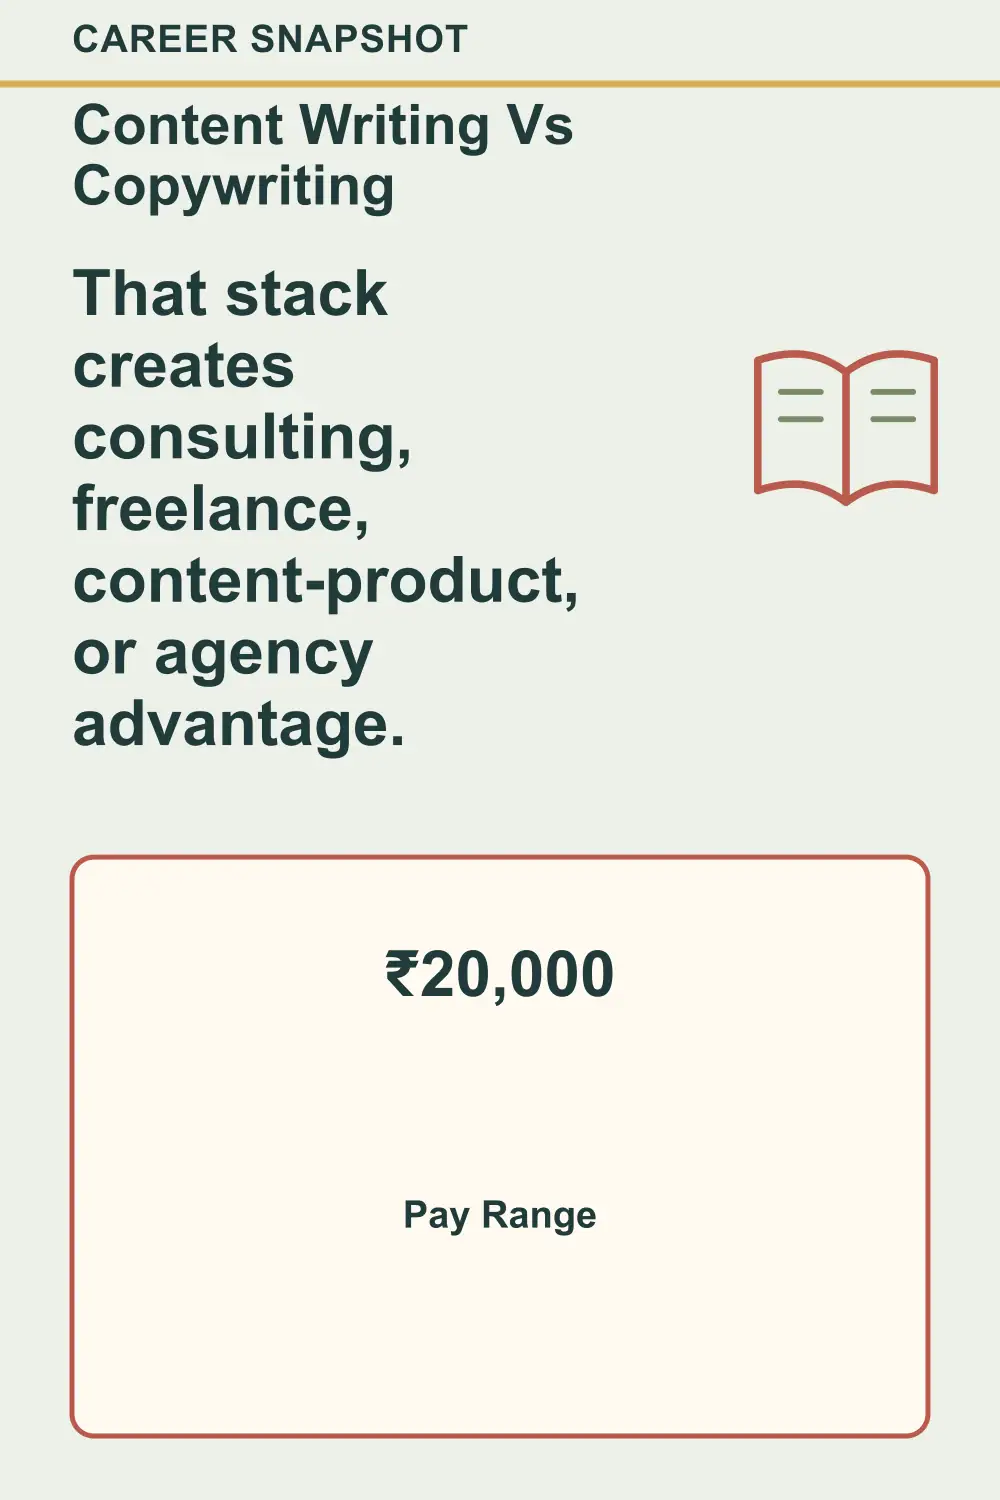 CAREER SNAPSHOT
Content Writing Vs
Copywriting
That stack
creates
consulting,
freelance,
content-product,
or agency
advantage.
₹20,000
Pay Range